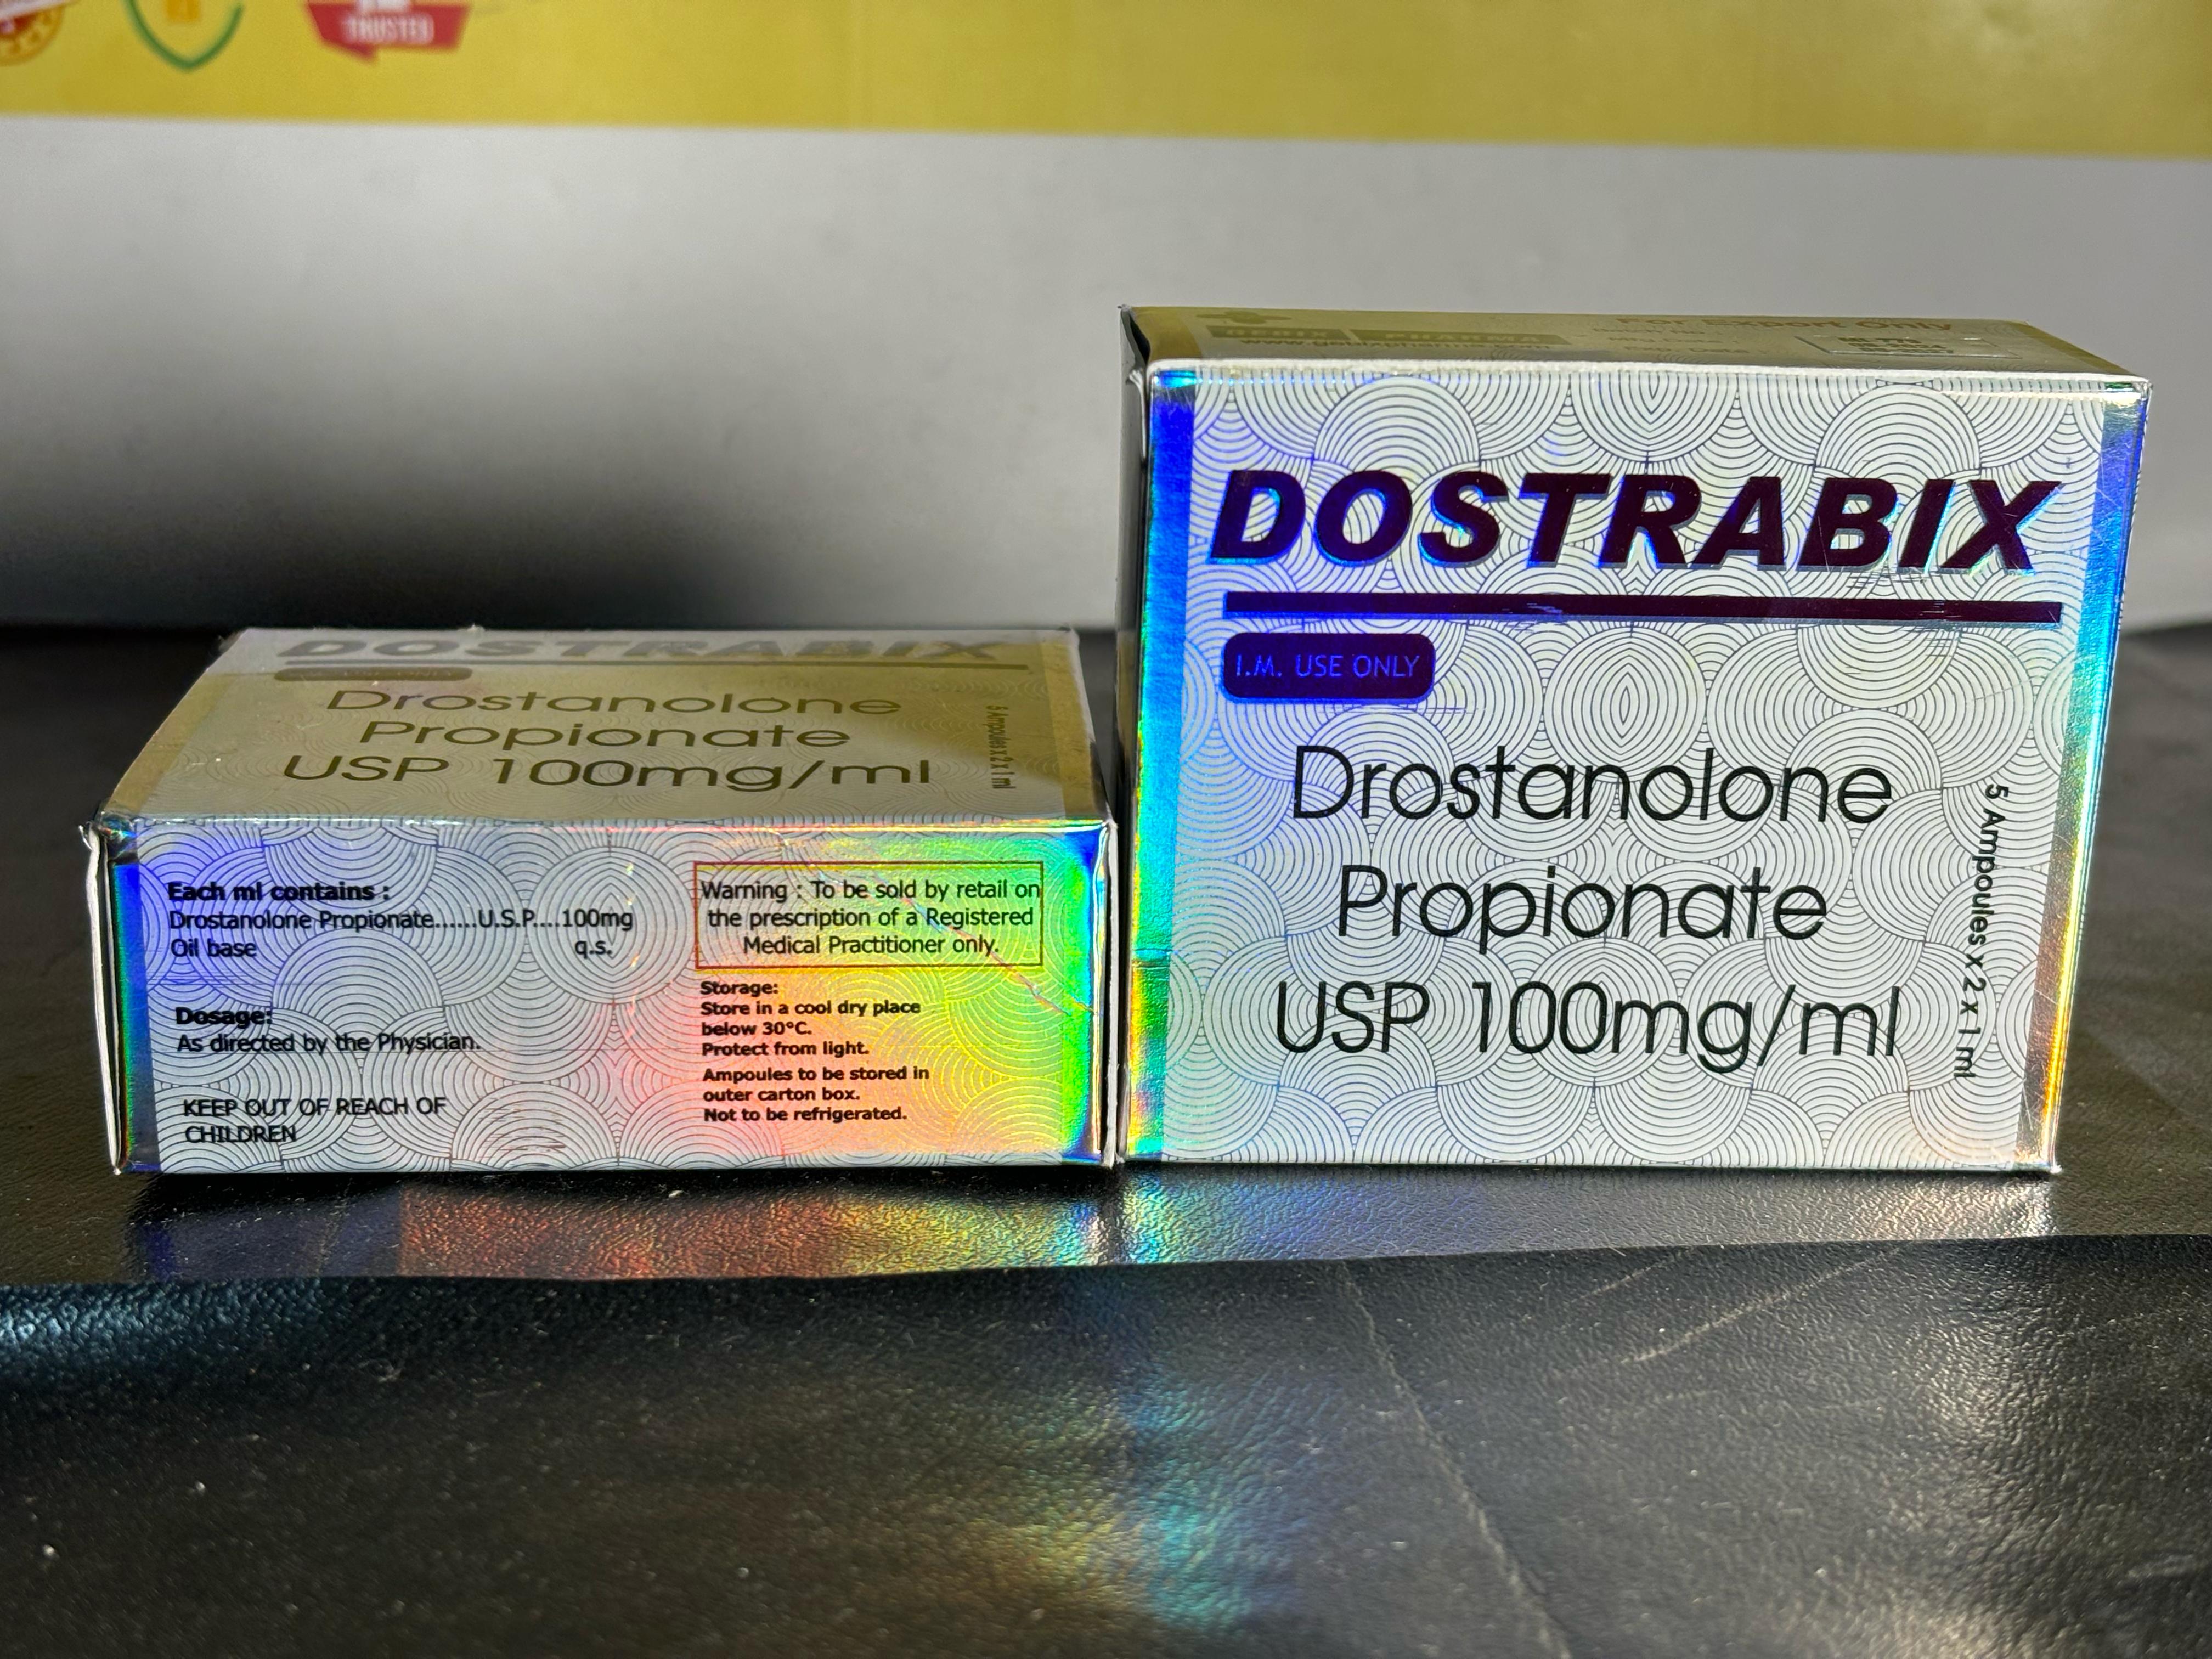 TRUSTED
For Export Only
DOSTRABIX
I.M. USE ONLY
Drostanolone
Propionate
USP 100mg/ml
5 Ampoules x 2 x 1 ml
DOSTRABIX
Drostanolone
Propionate
USP 100mg/ml
5 Ampoules x 2 x 1 ml
Each ml contains :
Drostanolone Propionate......U.S.P....100mg
Oil base q.s.
Dosage:
As directed by the Physician.
KEEP OUT OF REACH OF
CHILDREN
Warning : To be sold by retail on
the prescription of a Registered
Medical Practitioner only.
Storage:
Store in a cool dry place
below 30°C.
Protect from light.
Ampoules to be stored in
outer carton box.
Not to be refrigerated.